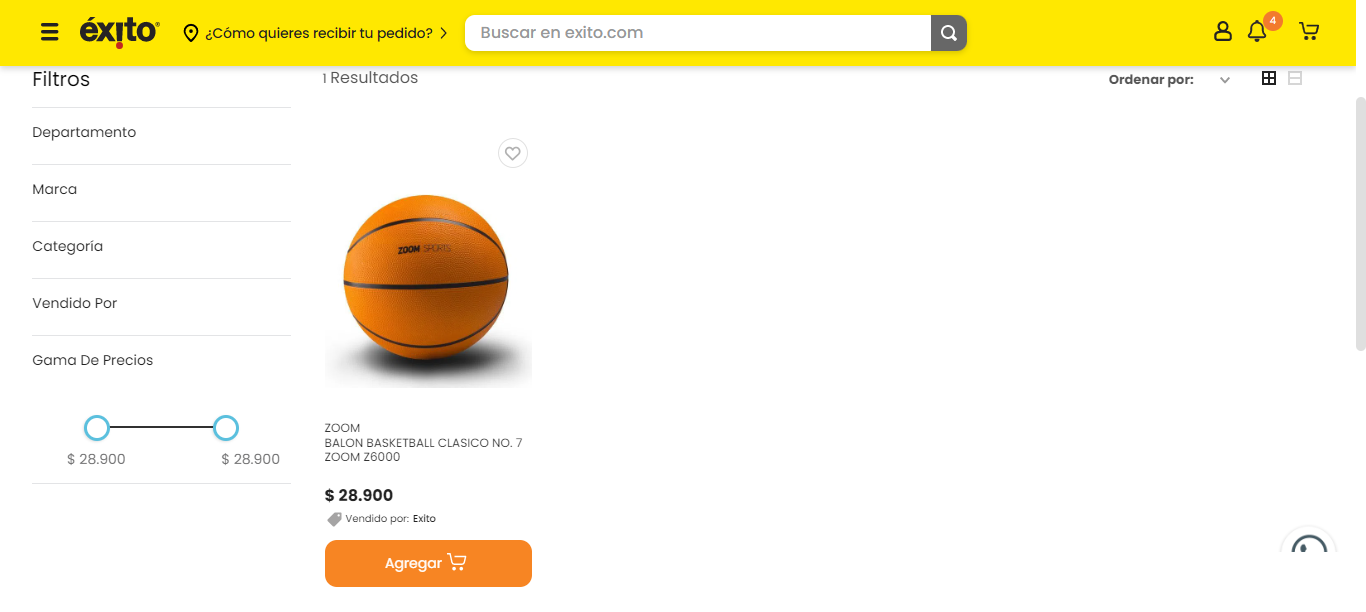 éxito
¿Cómo quieres recibir tu pedido?
Buscar en exito.com
4
Filtros
1 Resultados
Ordenar por:
Departamento
Marca
Categoría
Vendido Por
Gama De Precios
$ 28.900
$ 28.900
ZOOM SPORTS
ZOOM
BALON BASKETBALL CLASICO NO. 7
ZOOM Z6000
$ 28.900
Vendido por: Exito
Agregar